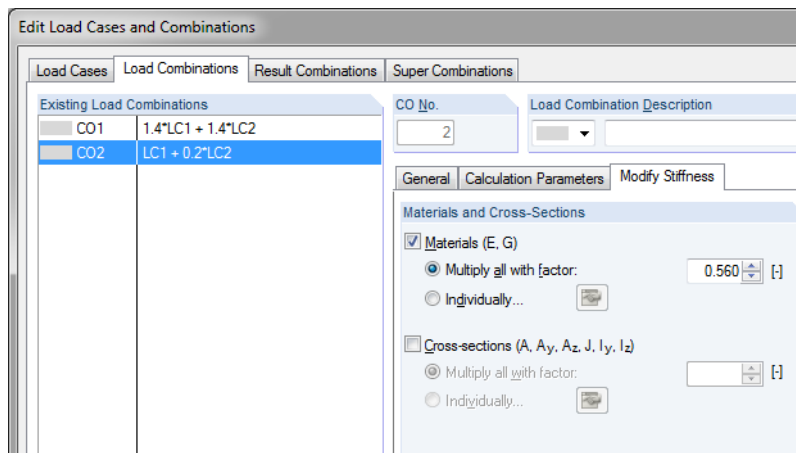 Edit Load Cases and Combinations
Load Cases Load Combinations Result Combinations Super Combinations
Existing Load Combinations
CO1 1.4*LC1 + 1.4*LC2
CO2 LC1 + 0.2*LC2
CO No.
2
Load Combination Description
General Calculation Parameters Modify Stiffness
Materials and Cross-Sections
Materials (E, G)
Multiply all with factor: 0.560 [-]
Individually...
Cross-sections (A, Ay, Az, J, Iy, Iz)
Multiply all with factor: [-]
Individually...